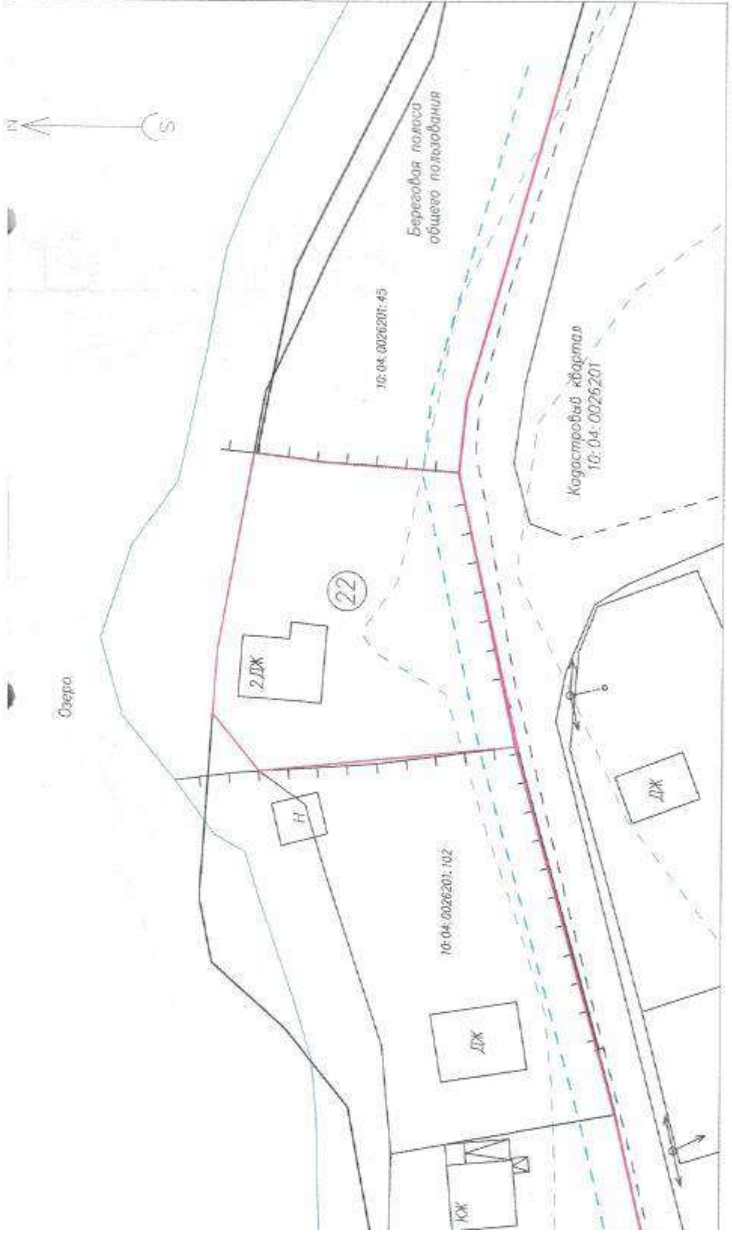 N
S
Озеро
Береговая полоса
общего пользования
10:04:0026201:45
Кадастровый квартал
10:04:0026201
22
2ДЖ
Н
10:04:0026201:102
ДЖ
ДЖ
КЖ